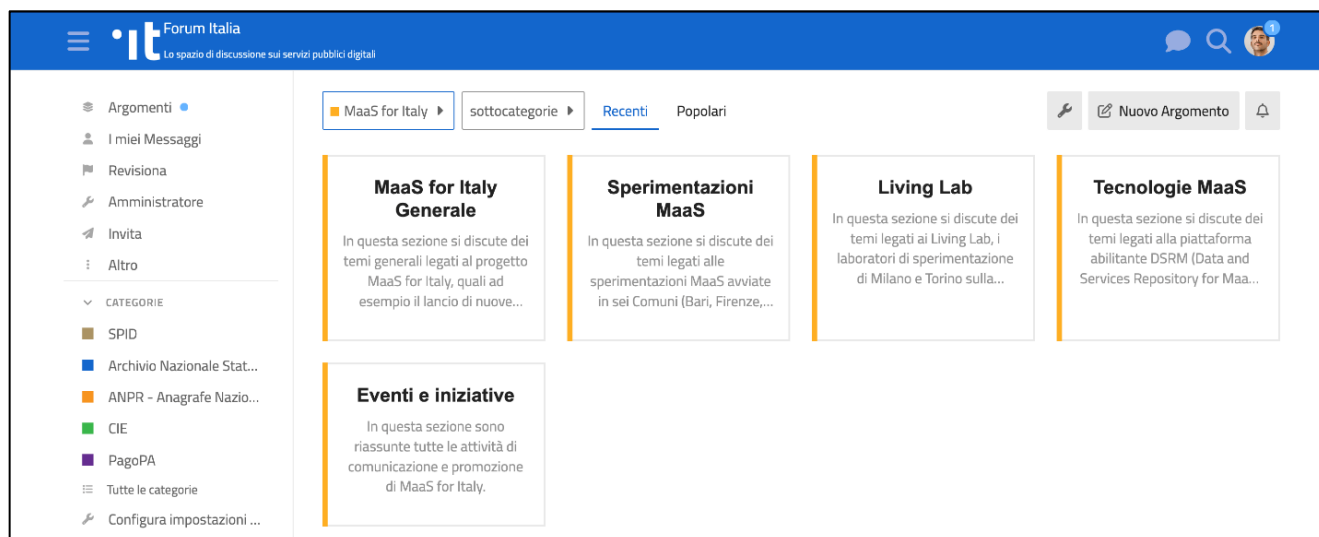 Forum Italia
Lo spazio di discussione sui servizi pubblici digitali
1
Argomenti
I miei Messaggi
Revisiona
Amministratore
Invita
Altro
CATEGORIE
SPID
Archivio Nazionale Stat...
ANPR - Anagrafe Nazio...
CIE
PagoPA
Tutte le categorie
Configura impostazioni ...
MaaS for Italy
sottocategorie
Recenti
Popolari
Nuovo Argomento
MaaS for Italy
Generale
In questa sezione si discute dei
temi generali legati al progetto
MaaS for Italy, quali ad
esempio il lancio di nuove...
Sperimentazioni
MaaS
In questa sezione si discute dei
temi legati alle
sperimentazioni MaaS avviate
in sei Comuni (Bari, Firenze,...
Living Lab
In questa sezione si discute dei
temi legati ai Living Lab, i
laboratori di sperimentazione
di Milano e Torino sulla...
Tecnologie MaaS
In questa sezione si discute dei
temi legati alla piattaforma
abilitante DSRM (Data and
Services Repository for Maa...
Eventi e iniziative
In questa sezione sono
riassunte tutte le attività di
comunicazione e promozione
di MaaS for Italy.